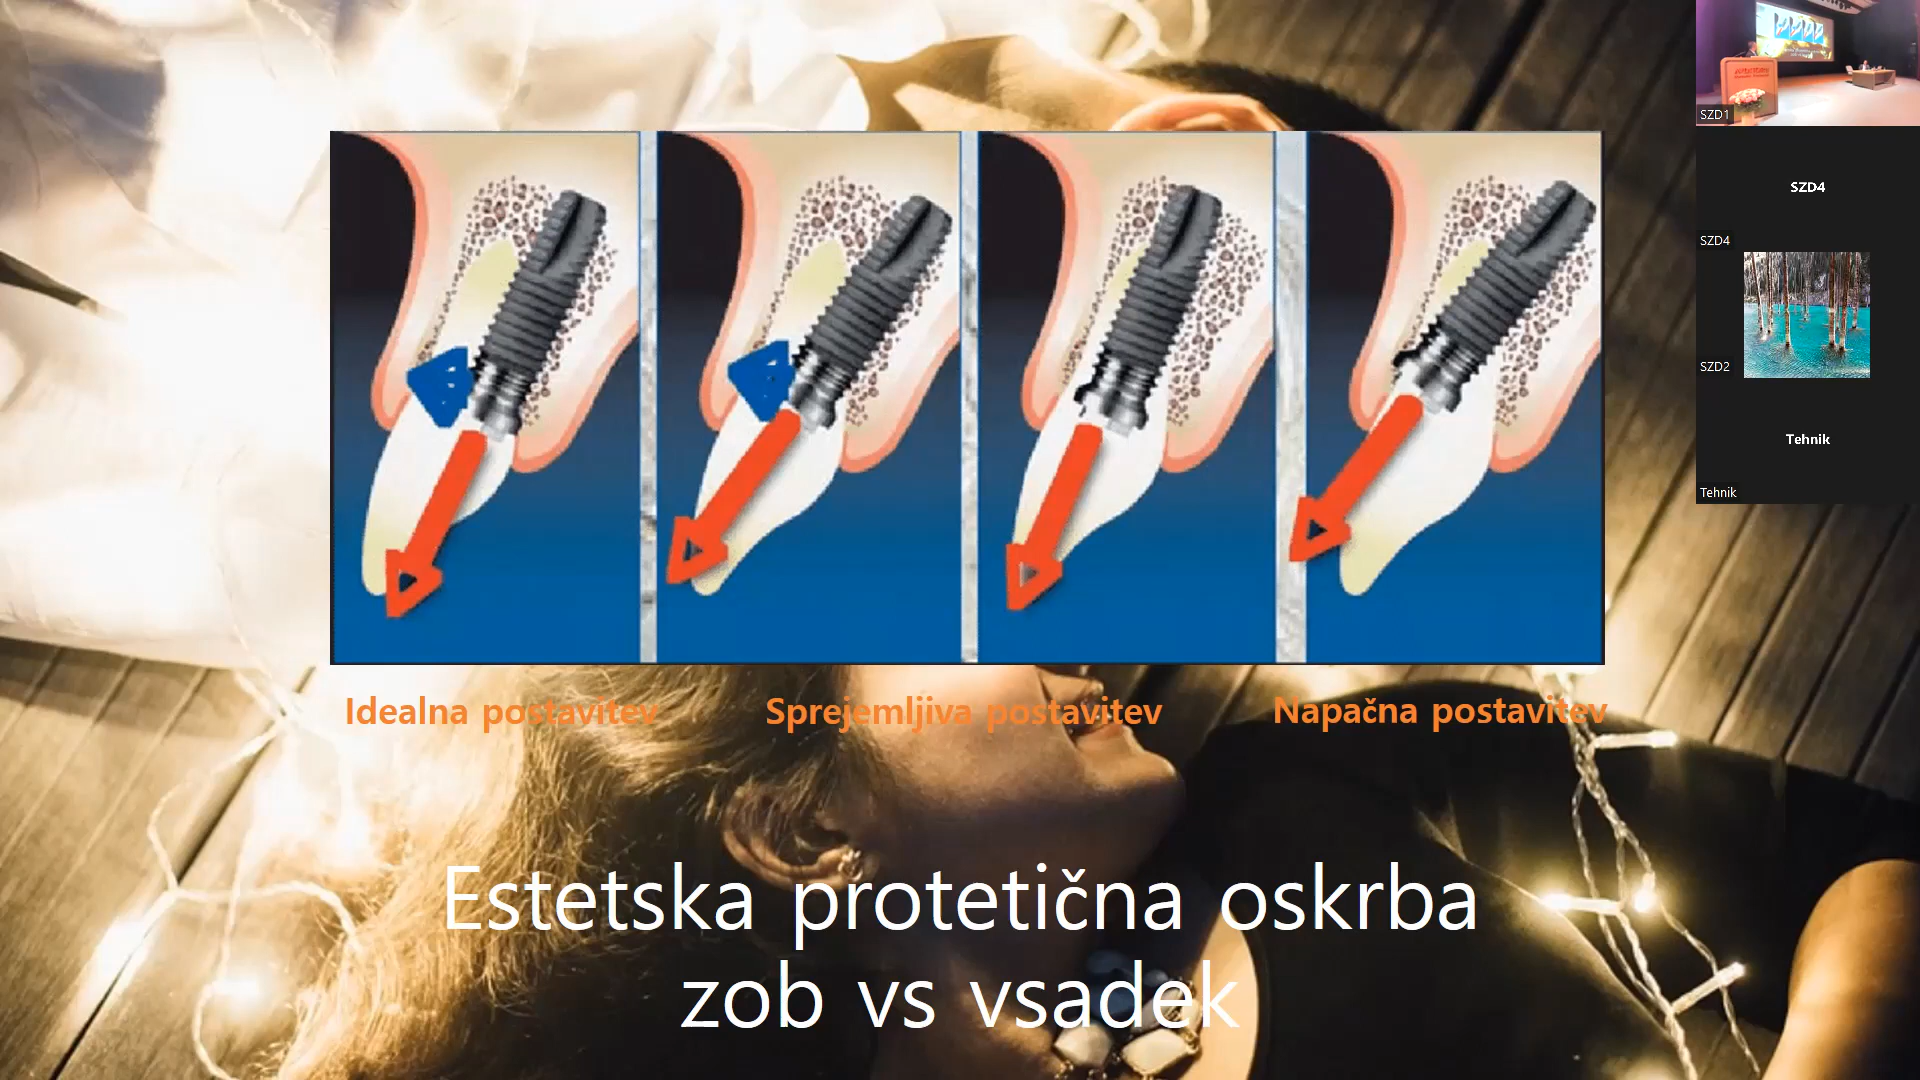 Idealna postavitev
Sprejemljiva postavitev
Napačna postavitev
Estetska protetična oskrba
zob vs vsadek
SZD1
SZD4
SZD4
SZD2
Tehnik
Tehnik